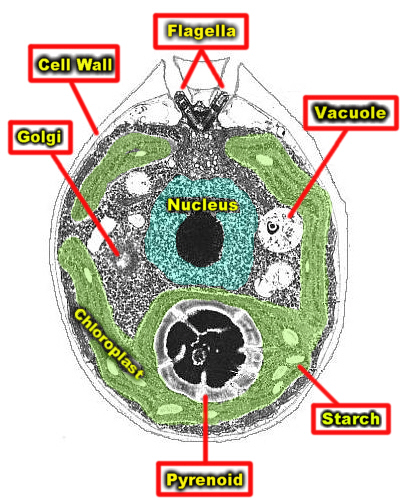 Flagella
Cell Wall
Vacuole
Golgi
Nucleus
Chloroplast
Starch
Pyrenoid